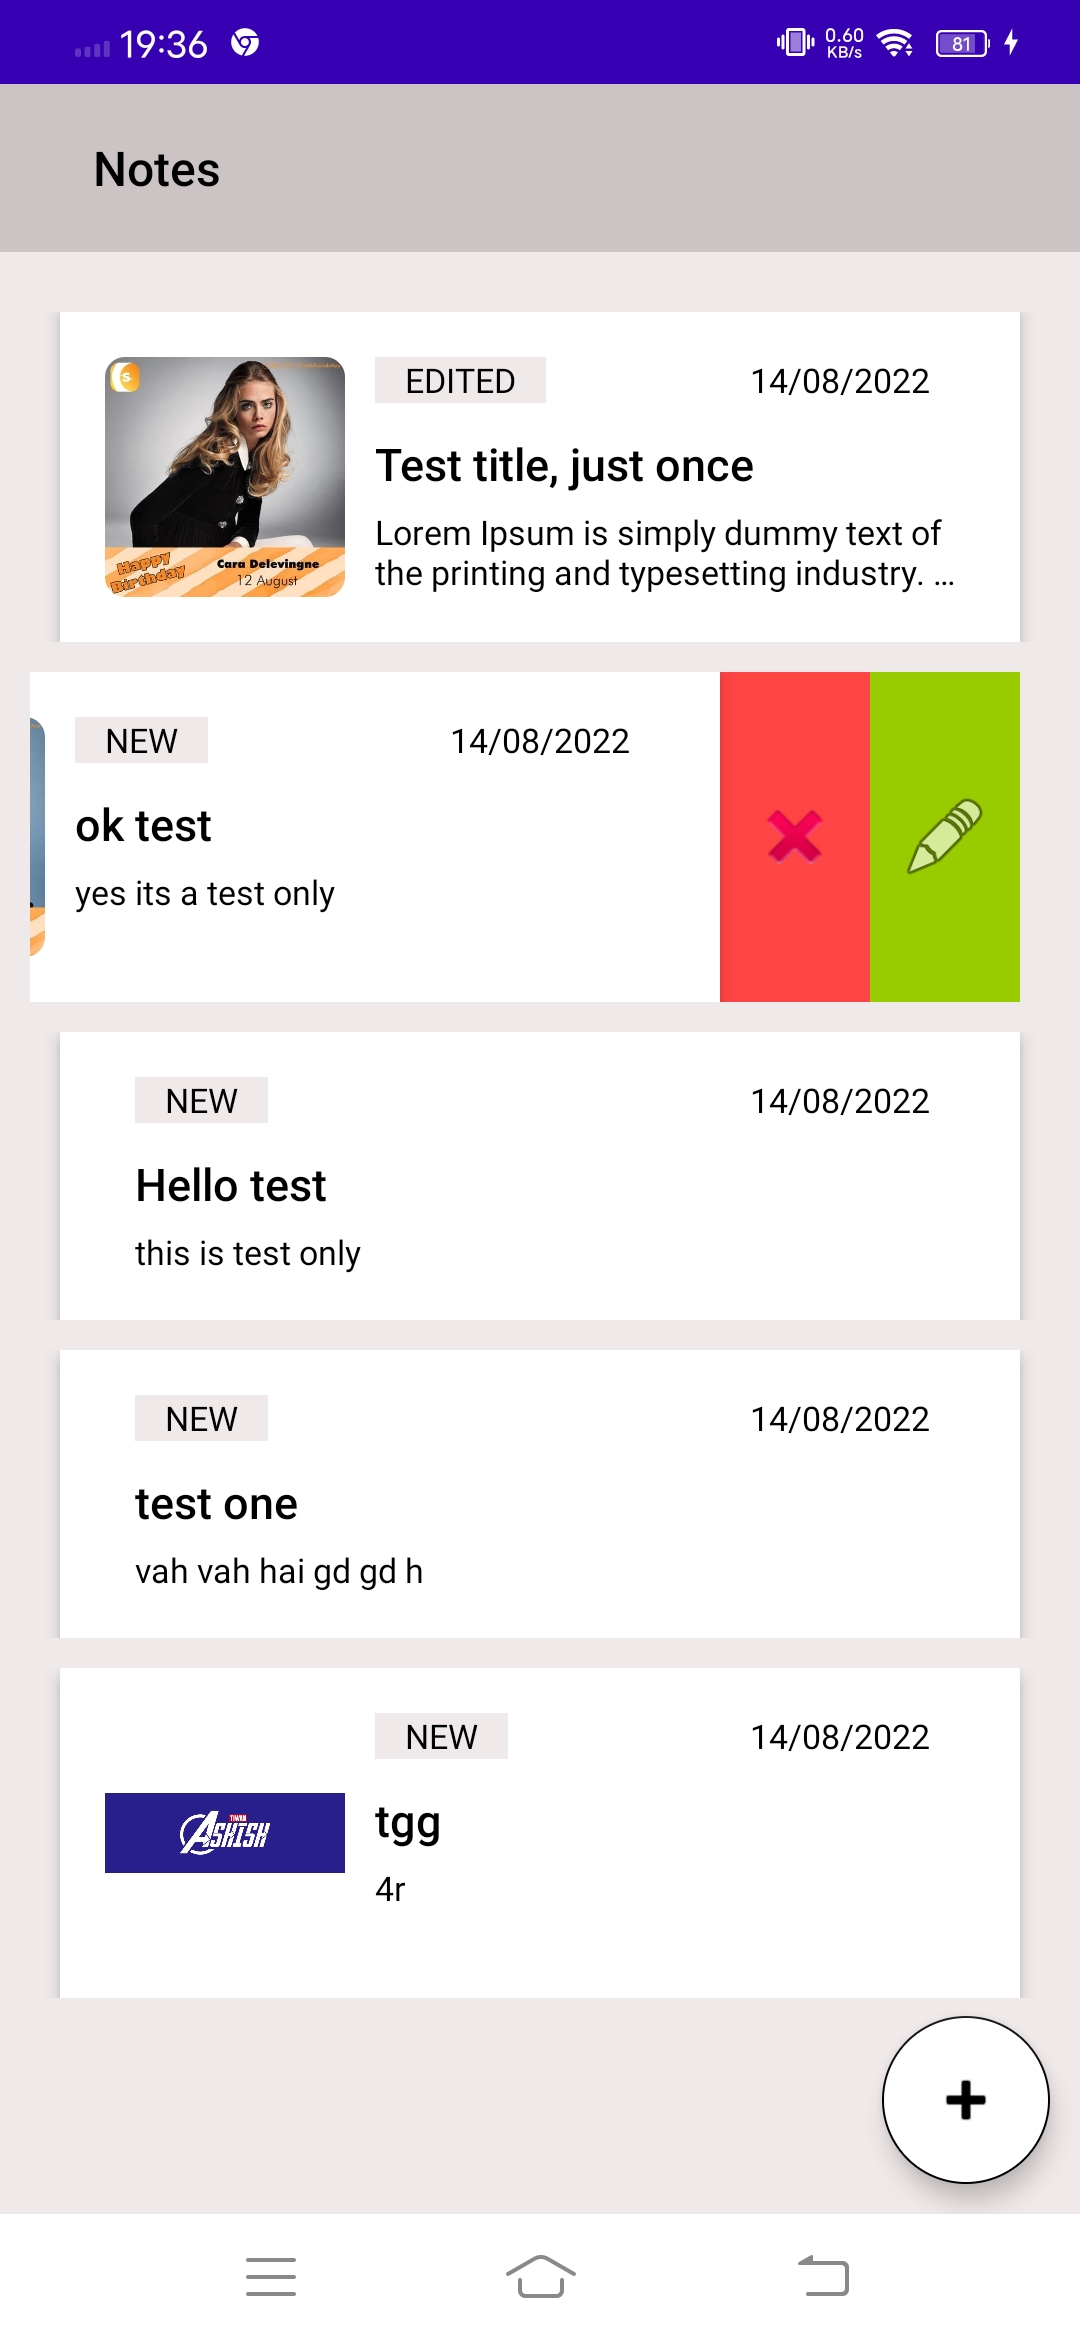 19:36
0.60
KB/s
81
Notes
EDITED
14/08/2022
S
Happy
Birthday
Cara Delevingne
12 August
Test title, just once
Lorem Ipsum is simply dummy text of
the printing and typesetting industry. ...
NEW
14/08/2022
ok test
yes its a test only
NEW
14/08/2022
Hello test
this is test only
NEW
14/08/2022
test one
vah vah hai gd gd h
NEW
14/08/2022
TIWARI
ASHISH
tgg
4r